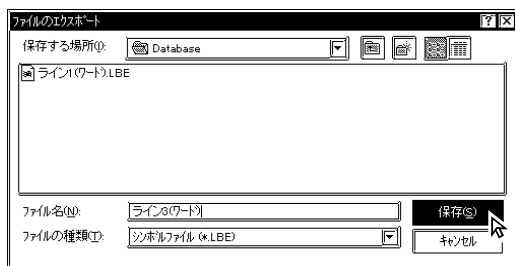 ファイルのエクスポート
保存する場所(I): Database
ライン1(ワード).LBE
ファイル名(N): ライン3(ワード) 保存(S)
ファイルの種類(T): シンボルファイル (*.LBE) キャンセル